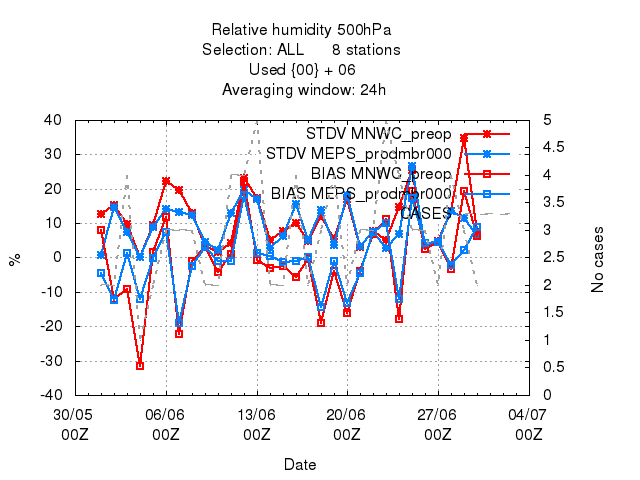 Relative humidity 500hPa
Selection: ALL 8 stations
Used {00} + 06
Averaging window: 24h
STDV MNWC_preop
STDV MEPS_prodmbr000
BIAS MNWC_preop
BIAS MEPS_prodmbr000
CASES
40
30
20
10
0
-10
-20
-30
-40
%
5
4.5
4
3.5
3
2.5
2
1.5
1
0.5
0
No cases
30/05 06/06 13/06 20/06 27/06 04/07
00Z 00Z 00Z 00Z 00Z 00Z
Date